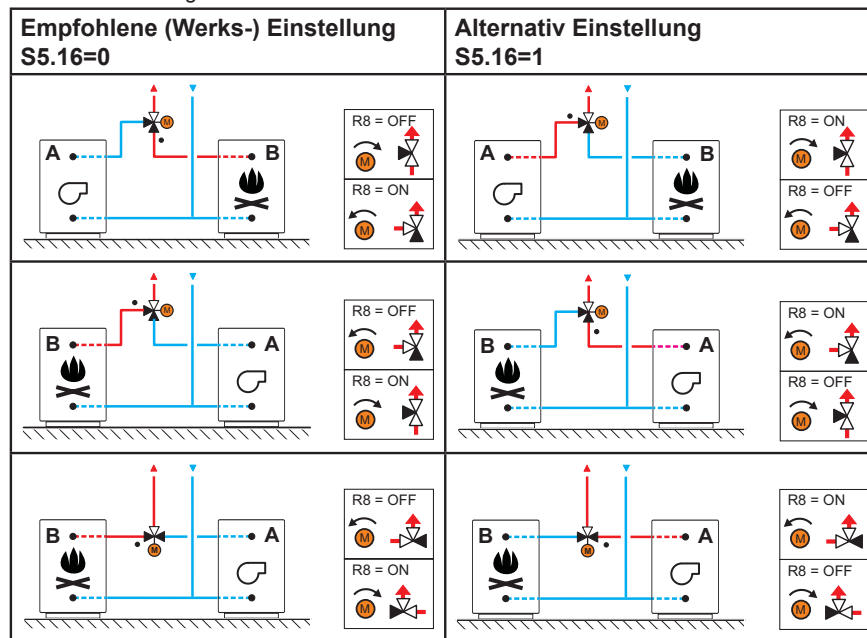 Empfohlene (Werks-) Einstellung
S5.16=0
Alternativ Einstellung
S5.16=1
A
M
B
R8 = OFF
M
R8 = ON
M
A
M
B
R8 = ON
M
R8 = OFF
M
B
M
A
R8 = OFF
M
R8 = ON
M
B
M
A
R8 = ON
M
R8 = OFF
M
B
M
A
R8 = OFF
M
R8 = ON
M
B
M
A
R8 = ON
M
R8 = OFF
M